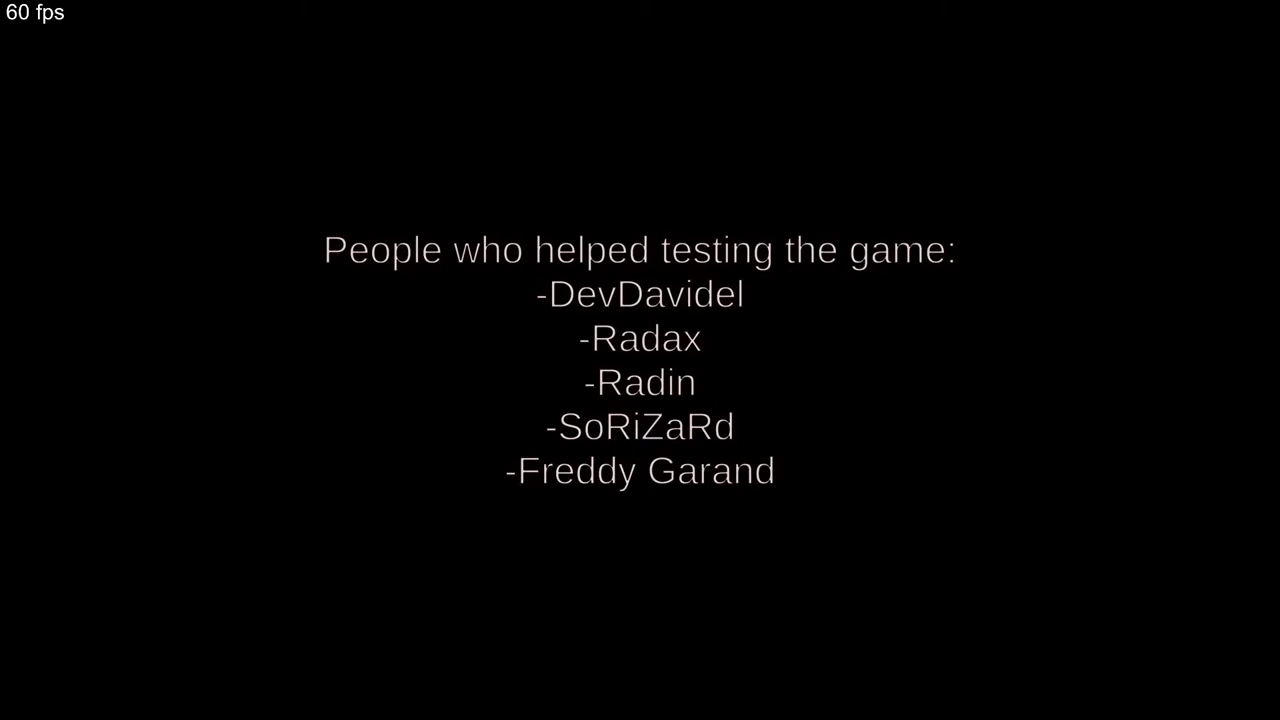 60 fps
People who helped testing the game:
-DevDavidel
-Radax
-Radin
-SoRiZaRd
-Freddy Garand